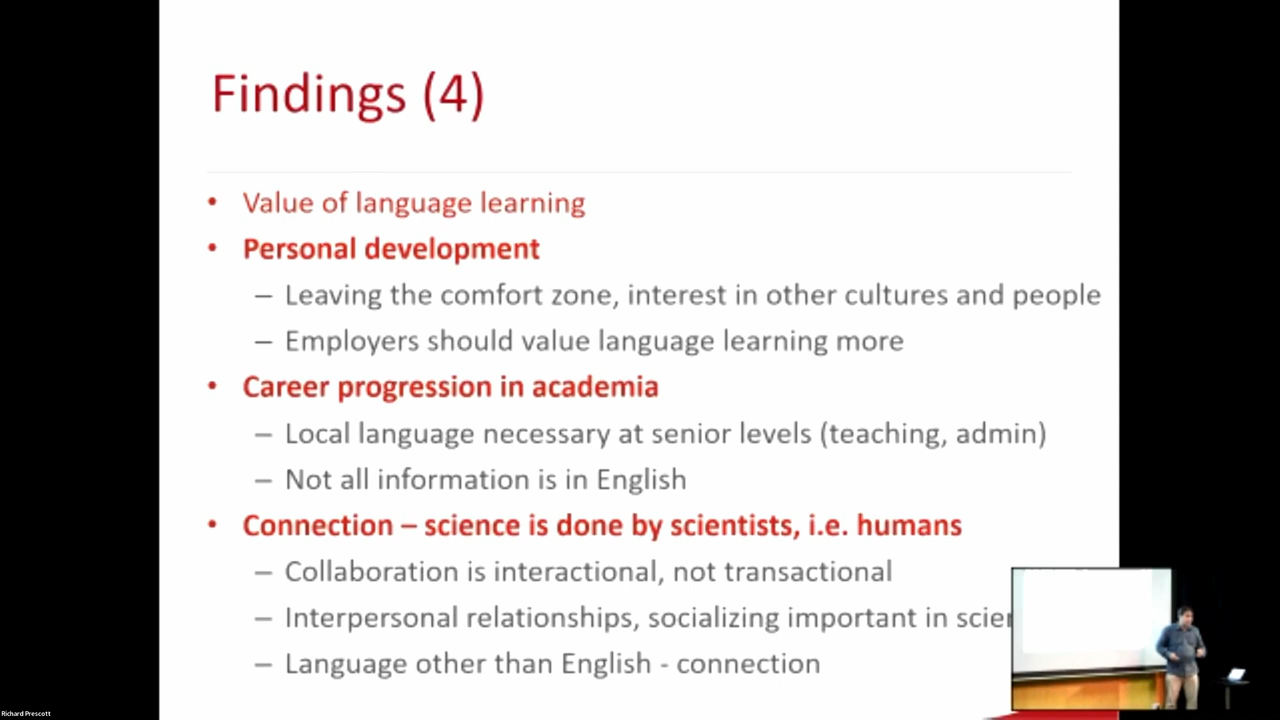 Findings (4)
• Value of language learning
• Personal development
– Leaving the comfort zone, interest in other cultures and people
– Employers should value language learning more
• Career progression in academia
– Local language necessary at senior levels (teaching, admin)
– Not all information is in English
• Connection – science is done by scientists, i.e. humans
– Collaboration is interactional, not transactional
– Interpersonal relationships, socializing important in
– Language other than English - connection
Richard Prescott